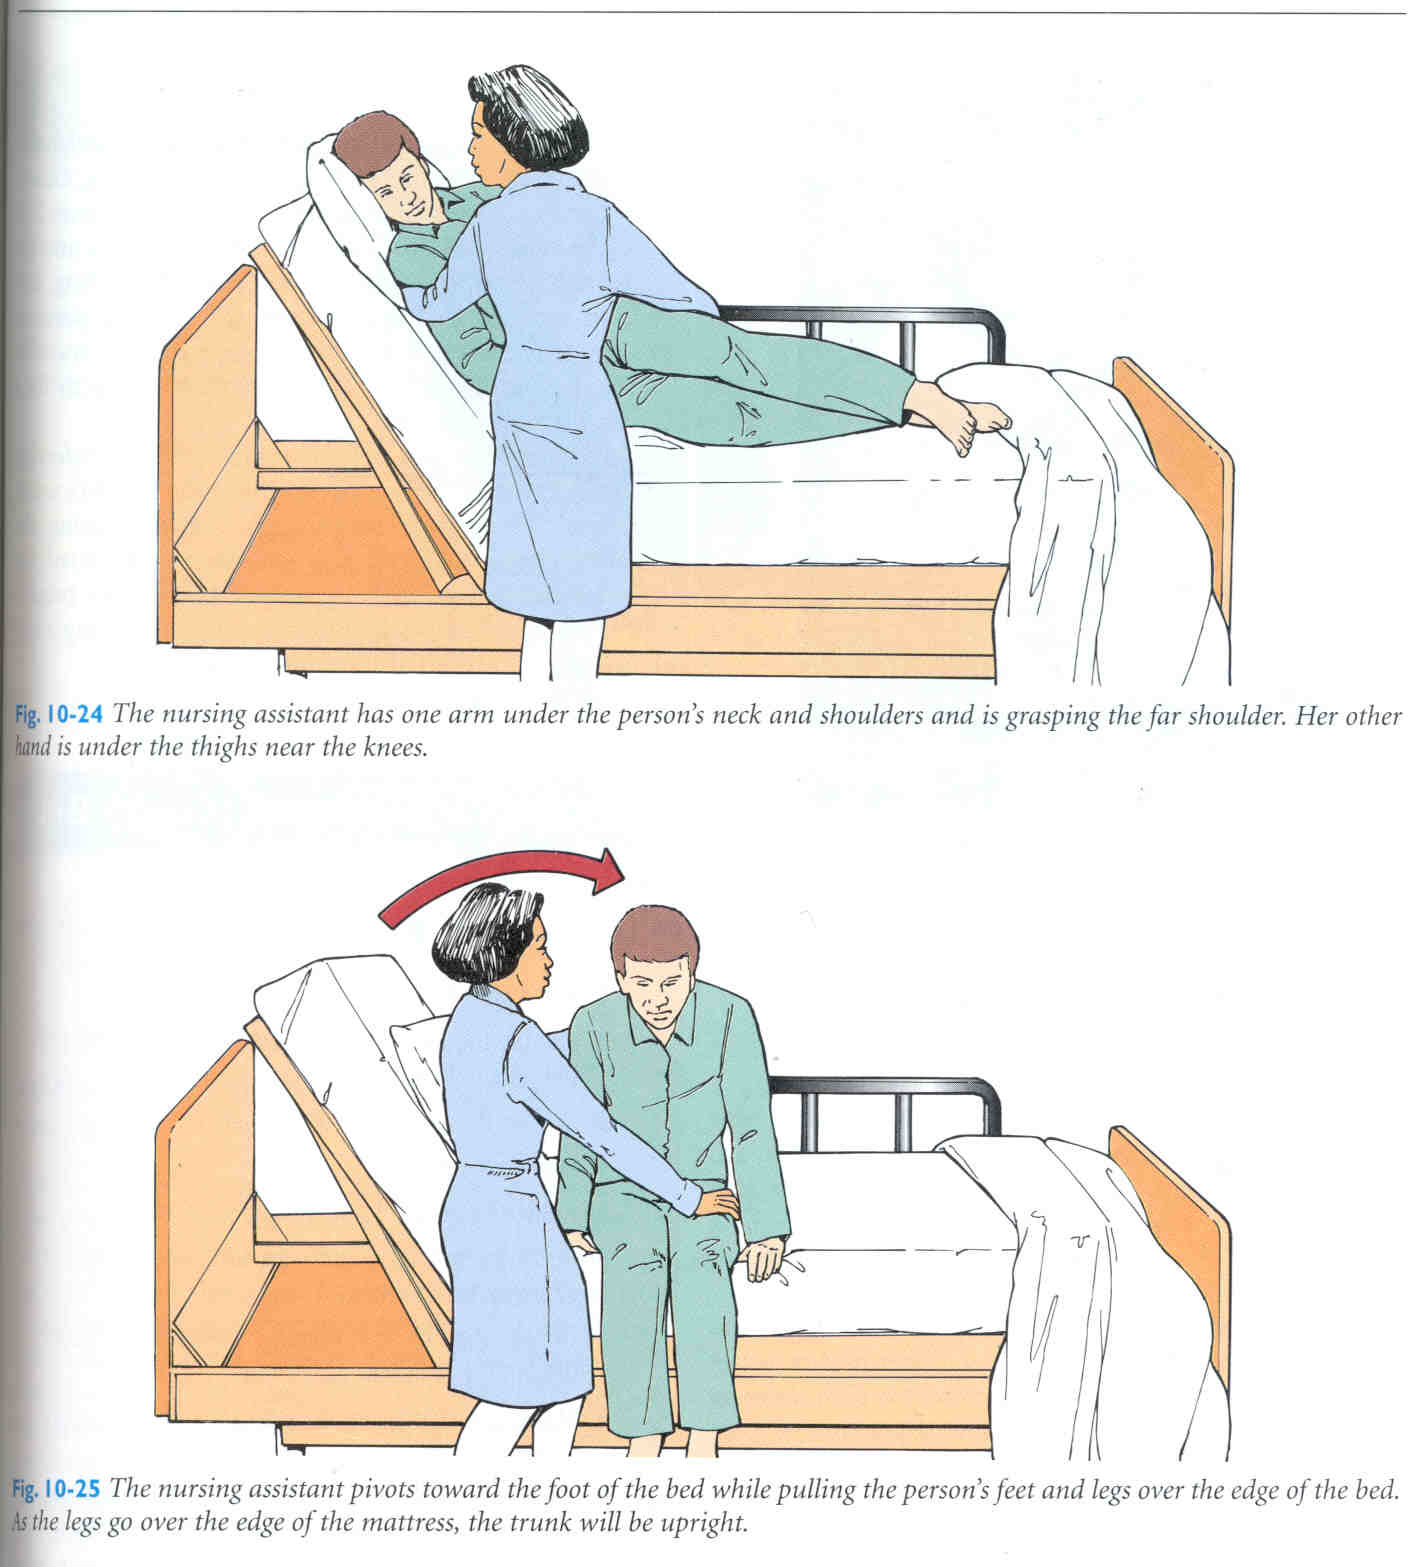 Fig. 10-24 The nursing assistant has one arm under the person's neck and shoulders and is grasping the far shoulder. Her other
hand is under the thighs near the knees.
Fig. 10-25 The nursing assistant pivots toward the foot of the bed while pulling the person's feet and legs over the edge of the bed.
As the legs go over the edge of the mattress, the trunk will be upright.